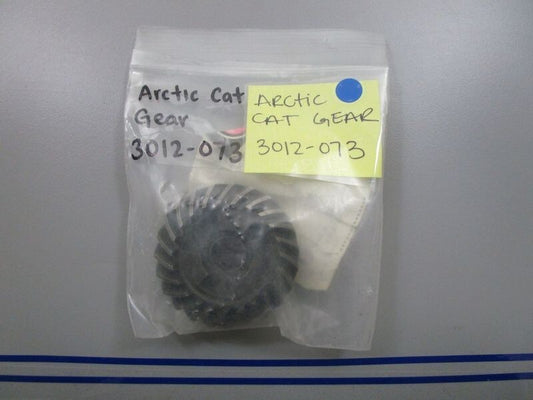 Arctic Cat
Gear
3012-073
ARCTIC
CAT GEAR
3012-073